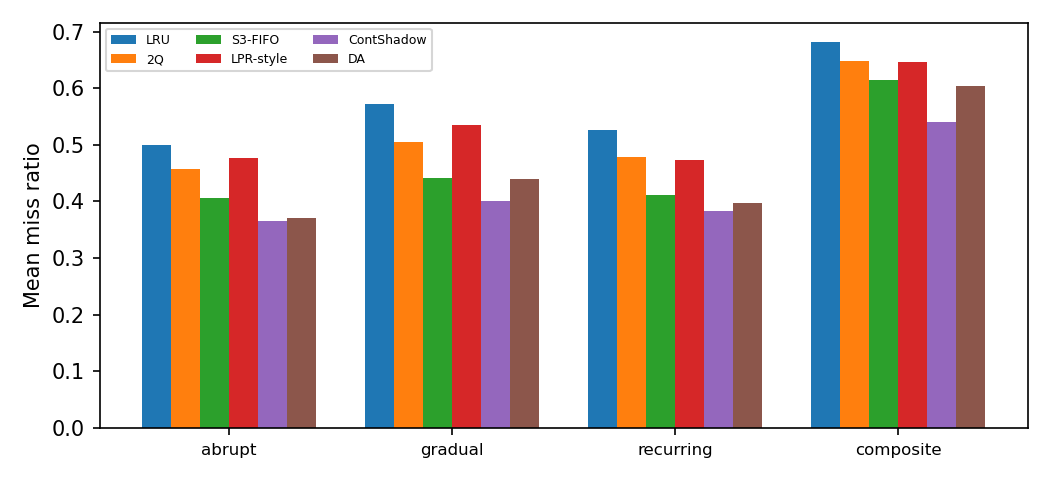 Mean miss ratio
0.7
0.6
0.5
0.4
0.3
0.2
0.1
0.0
LRU S3-FIFO ContShadow
2Q LPR-style DA
abrupt gradual recurring composite